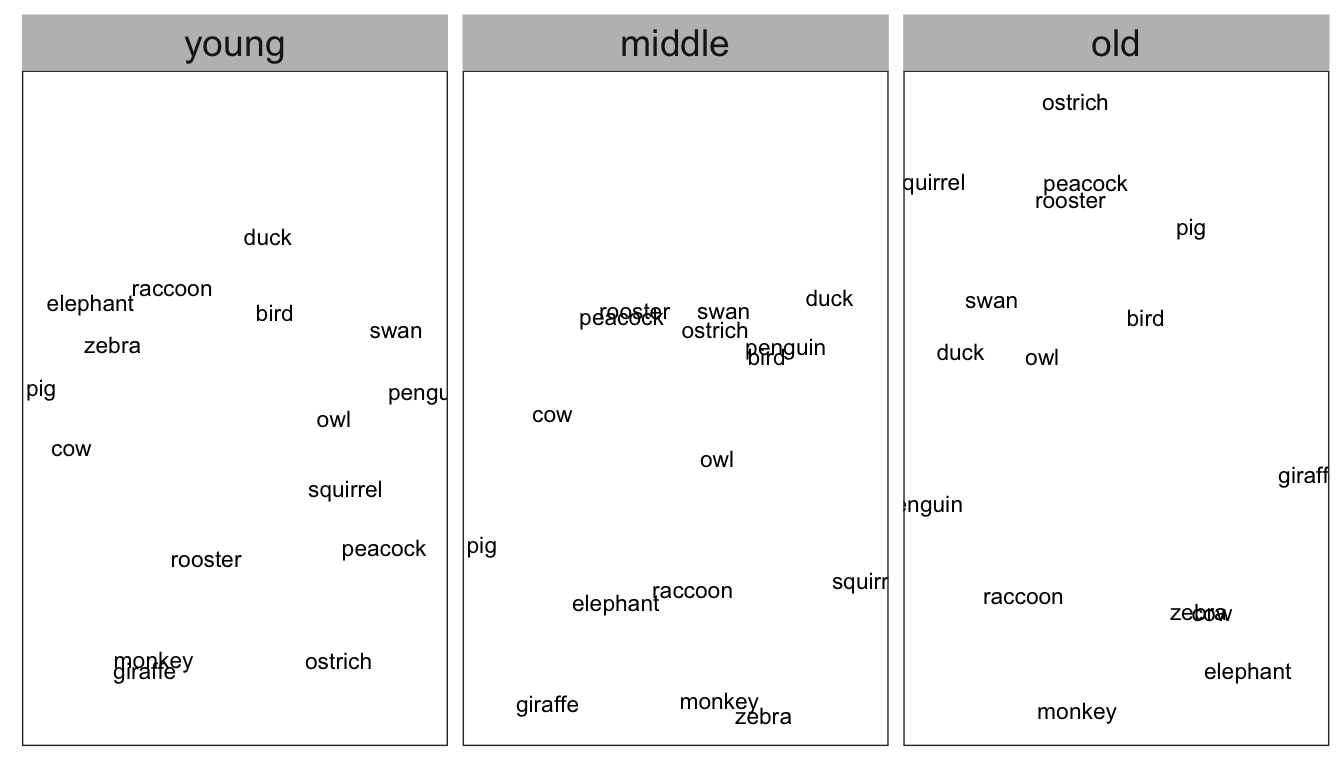 young
duck
raccoon
elephant
bird
swan
zebra
pig
pengu
owl
cow
squirrel
peacock
rooster
monkey
giraffe
ostrich
middle
duck
rooster
swan
peacock
ostrich
penguin
bird
cow
owl
pig
squirr
raccoon
elephant
monkey
giraffe
zebra
old
ostrich
quirrel
peacock
rooster
pig
swan
bird
duck
owl
giraff
enguin
raccoon
zebra
cow
elephant
monkey